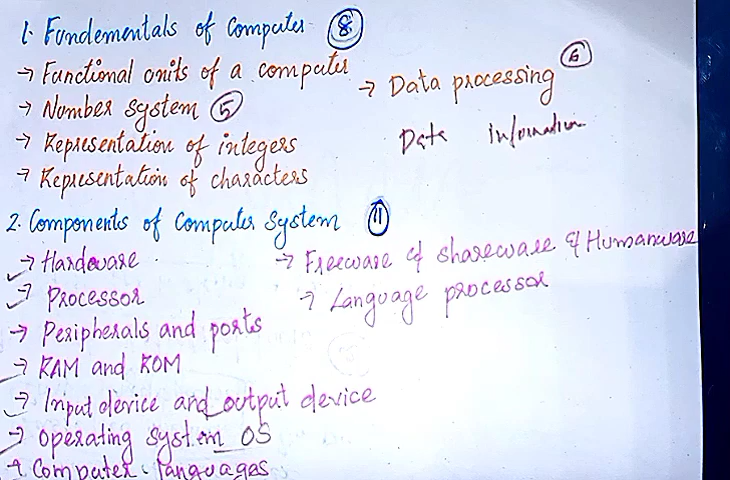 1. Fundementals of Computer 8
→ Functional units of a computer
→ Data processing 6
→ Number system 5
Data information
→ Representation of integers
→ Representation of characters
2. Components of Computer System 11
→ Hardware
→ Freeware & shareware & Humanware
→ Processor
→ Language processor
→ Peripherals and ports
→ RAM and ROM
→ Input device and output device
→ Operating system OS
→ Computer languages